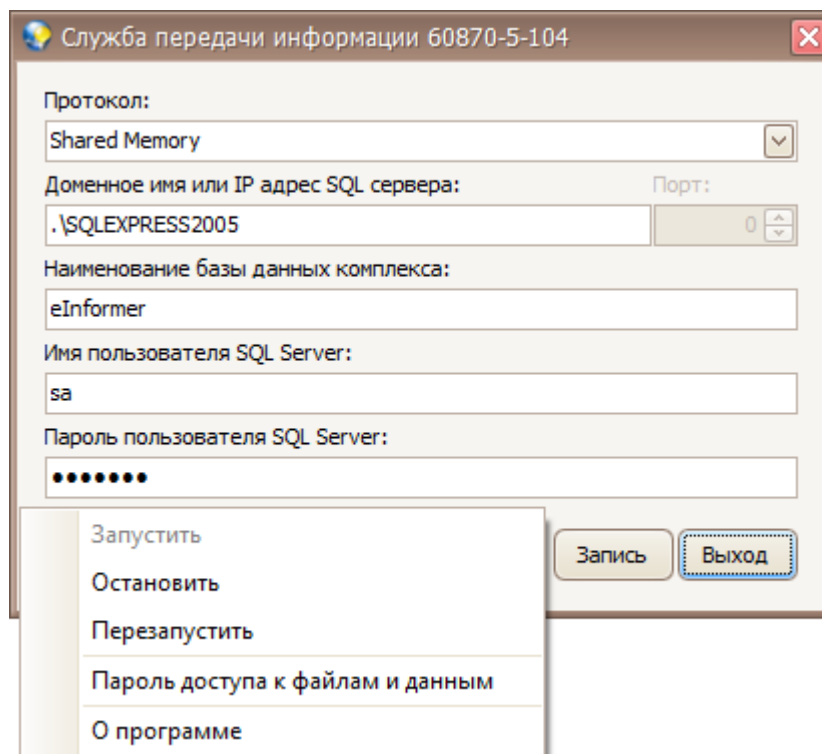 Служба передачи информации 60870-5-104
Протокол:
Shared Memory
Доменное имя или IP адрес SQL сервера: Порт:
.\SQLEXPRESS2005 0
Наименование базы данных комплекса:
eInformer
Имя пользователя SQL Server:
sa
Пароль пользователя SQL Server:
•••••••
Запись Выход
Запустить
Остановить
Перезапустить
Пароль доступа к файлам и данным
О программе